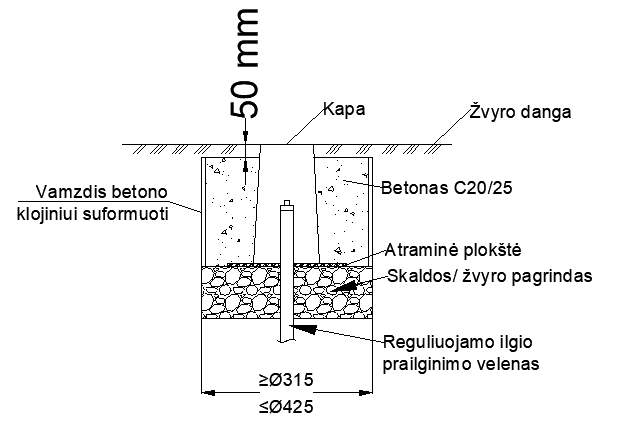 50 mm
Kapa
Žvyro danga
Vamzdis betono
klojiniui suformuoti
Betonas C20/25
Atraminė plokštė
Skaldos/ žvyro pagrindas
Reguliuojamo ilgio
prailginimo velenas
≥Ø315
≤Ø425